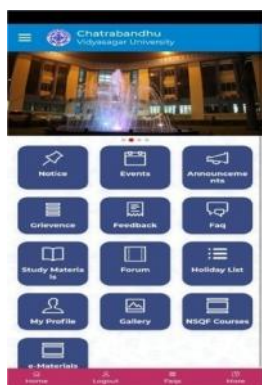 Chatrabandhu
Vidyasagar University
Notice
Events
Announceme
nts
Grievence
Feedback
Faq
Study Materia
ls
Forum
Holiday List
My Profile
Gallery
NSQF Courses
e-Materials
Home
Logout
Faqs
More